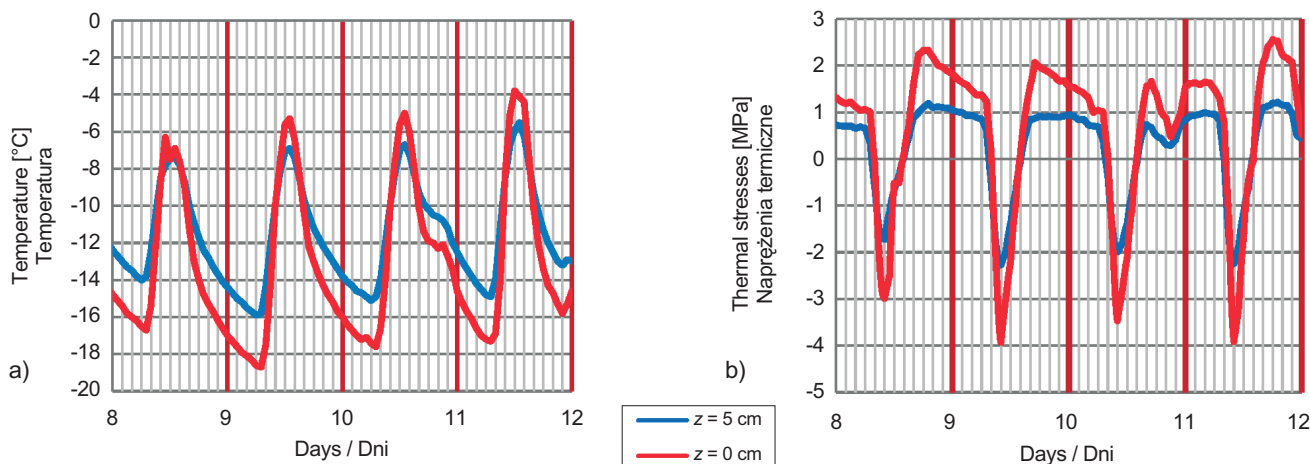 0
-2
-4
-6
-8
-10
-12
-14
-16
-18
-20
Temperature [°C]
Temperatura
a)
8 9 10 11 12
Days / Dni
z = 5 cm
z = 0 cm
3
2
1
0
-1
-2
-3
-4
-5
Thermal stresses [MPa]
Naprężenia termiczne
b)
8 9 10 11 12
Days / Dni